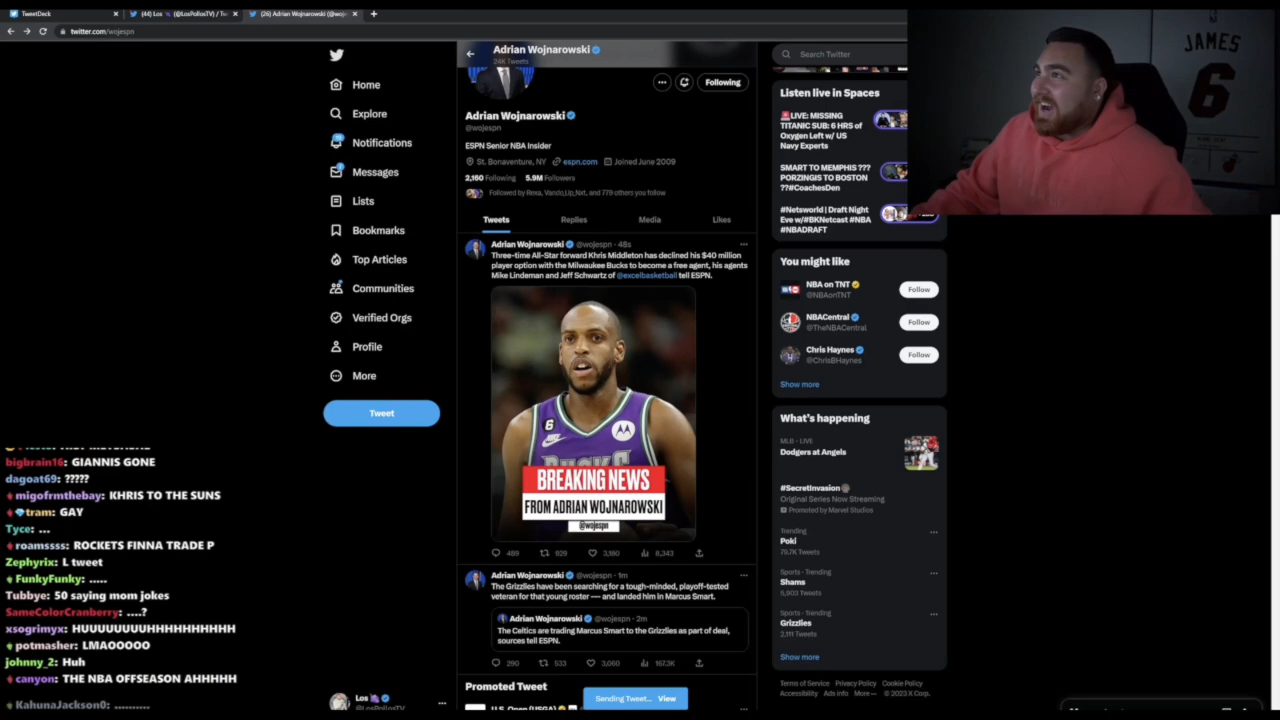 TweetDeck
(44) Los (@LosPollosTV) / Tw
(26) Adrian Wojnarowski (@woje
twitter.com/wojespn
Home
Explore
Notifications
Messages
Lists
Bookmarks
Top Articles
Communities
Verified Orgs
Profile
More
Tweet
Adrian Wojnarowski
24K Tweets
Following
Adrian Wojnarowski
@wojespn
ESPN Senior NBA Insider
St. Bonaventure, NY espn.com Joined June 2009
2,160 Following 5.9M Followers
Followed by Rexa, Vando_Up_Nxt, and 779 others you follow
Tweets Replies Media Likes
Adrian Wojnarowski @wojespn · 48s
Three-time All-Star forward Khris Middleton has declined his $40 million
player option with the Milwaukee Bucks to become a free agent, his agents
Mike Lindeman and Jeff Schwartz of @excelbasketball tell ESPN.
6
BUCKS
BREAKING NEWS
FROM ADRIAN WOJNAROWSKI
@wojespn
489 929 3,180 8,343
Adrian Wojnarowski @wojespn · 1m
The Grizzlies have been searching for a tough-minded, playoff-tested
veteran for that young roster — and landed him in Marcus Smart.
Adrian Wojnarowski @wojespn · 2m
The Celtics are trading Marcus Smart to the Grizzlies as part of deal,
sources tell ESPN.
290 533 3,060 167.3K
Promoted Tweet
U.S. Open (USGA)
Sending Tweet... View
Search Twitter
Listen live in Spaces
LIVE: MISSING
TITANIC SUB: 6 HRS of
Oxygen Left w/ US
Navy Experts
SMART TO MEMPHIS ???
PORZINGIS TO BOSTON
??#CoachesDen
#Netsworld | Draft Night
Eve w/#BKNetcast #NBA
#NBADRAFT
You might like
NBA on TNT
@NBAonTNT
Follow
NBACentral
@TheNBACentral
Follow
Chris Haynes
@ChrisBHaynes
Follow
Show more
What's happening
MLB · LIVE
Dodgers at Angels
#SecretInvasion
Original Series Now Streaming
Promoted by Marvel Studios
Trending
Poki
79.7K Tweets
Sports · Trending
Shams
5,803 Tweets
Sports · Trending
Grizzlies
2,111 Tweets
Show more
Terms of Service Privacy Policy Cookie Policy
Accessibility Ads info More © 2023 X Corp.
JAMES
6
bigbrain16: GIANNIS GONE
dagoat69: ?????
migofrmthebay: KHRIS TO THE SUNS
tram: GAY
Tyce: ...
roamssss: ROCKETS FINNA TRADE P
Zephyrix: L tweet
FunkyFunky: .....
Tubbye: 50 saying mom jokes
SameColorCranberry: ....?
xsogrimyx: HUUUUUUUHHHHHHHHHH
potmasher: LMAOOOOO
johnny_2: Huh
canyon: THE NBA OFFSEASON AHHHHH
KahunaJackson0: ..........
Los
@LosPollosTV